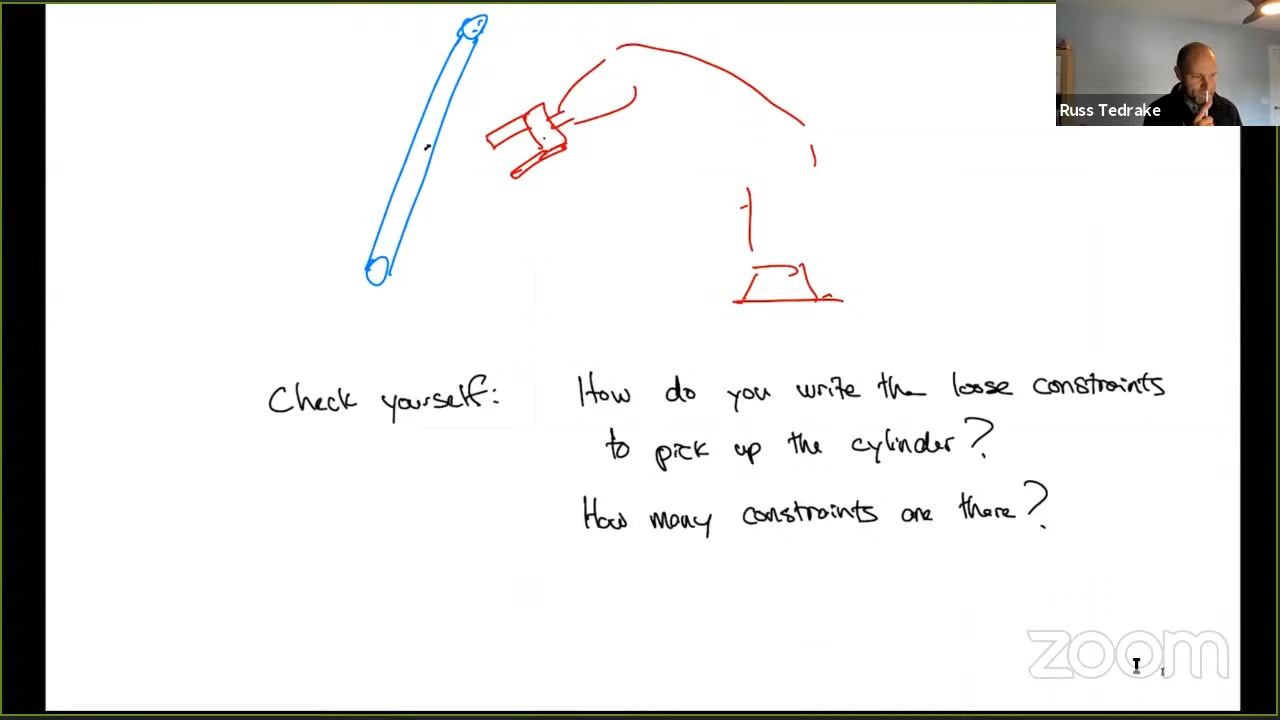 Russ Tedrake
Check yourself: How do you write the loose constraints
to pick up the cylinder?
How many constraints are there?
zoom